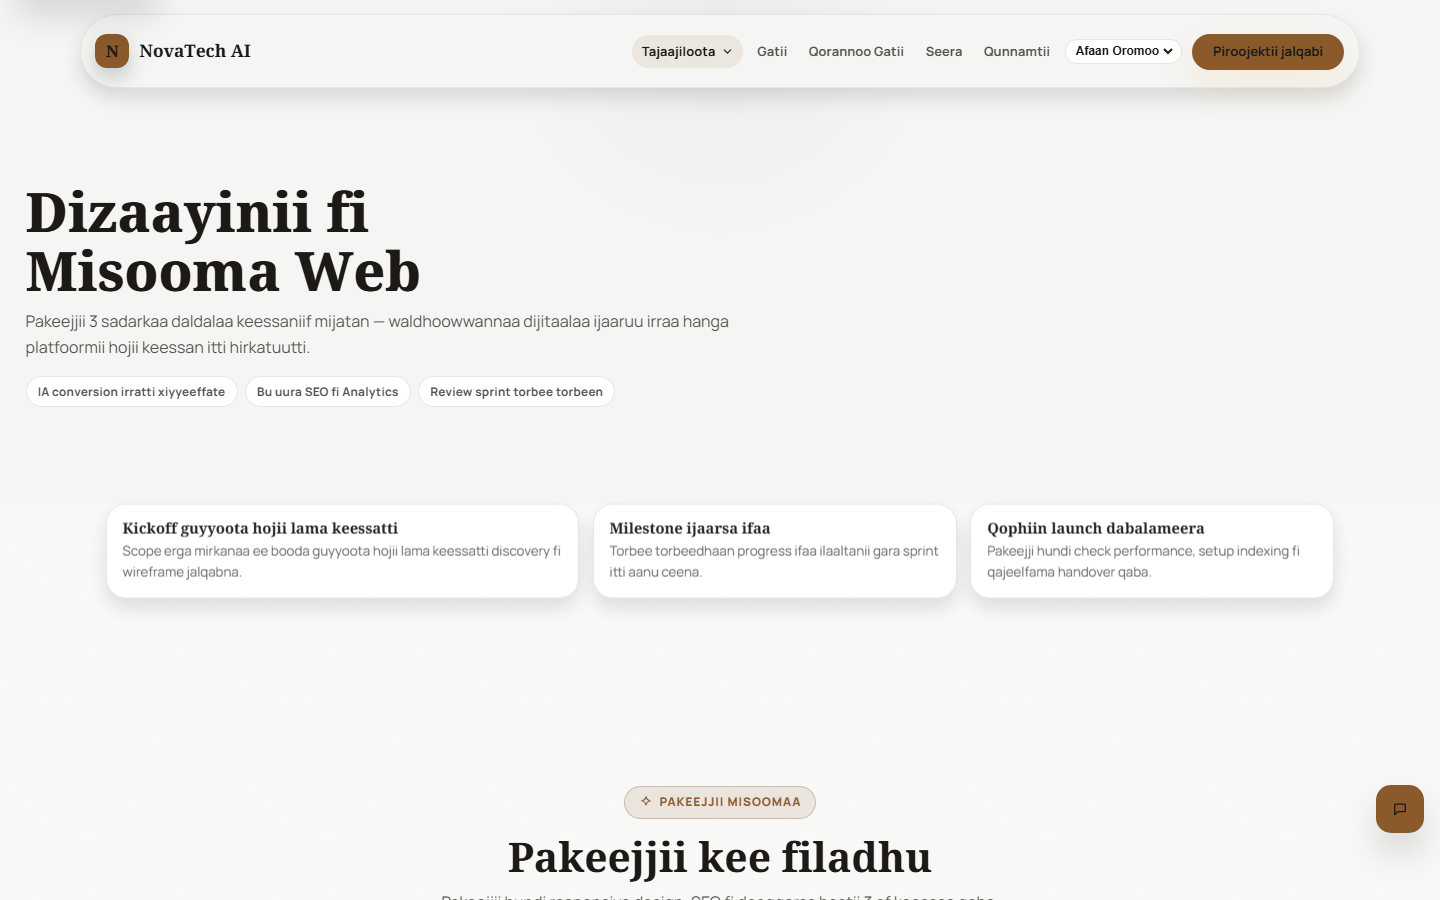 N NovaTech AI
Tajaajiloota Gatii Qorannoo Gatii Seera Qunnamtii Afaan Oromoo Piroojektii jalqabi
Dizaayinii fi
Misooma Web
Pakeejjii 3 sadarkaa daldalaa keessaniif mijatan — waldhoowwannaa dijitaalaa ijaaruu irraa hanga
platfoormii hojii keessan itti hirkatuutti.
IA conversion irratti xiyyeeffate
Bu uura SEO fi Analytics
Review sprint torbee torbeen
Kickoff guyyoota hojii lama keessatti
Scope erga mirkanaa ee booda guyyoota hojii lama keessatti discovery fi
wireframe jalqabna.
Milestone ijaarsa ifaa
Torbee torbeedhaan progress ifaa ilaaltanii gara sprint
itti aanu ceena.
Qophiin launch dabalameera
Pakeejji hundi check performance, setup indexing fi
qajeelfama handover qaba.
PAKEEJJII MISOOMAA
Pakeejjii kee filadhu